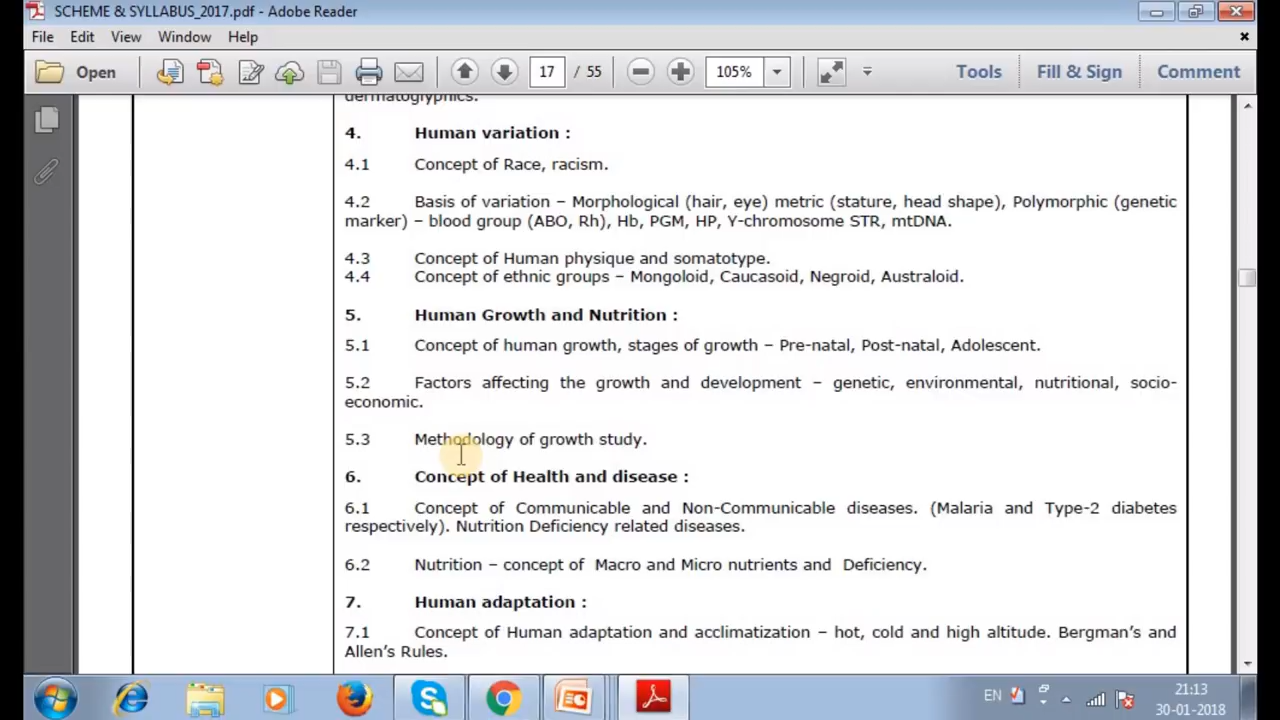 SCHEME & SYLLABUS_2017.pdf - Adobe Reader
File Edit View Window Help
Open 17 / 55 105% Tools Fill & Sign Comment
dermatoglyphics.
4. Human variation :
4.1 Concept of Race, racism.
4.2 Basis of variation – Morphological (hair, eye) metric (stature, head shape), Polymorphic (genetic
marker) – blood group (ABO, Rh), Hb, PGM, HP, Y-chromosome STR, mtDNA.
4.3 Concept of Human physique and somatotype.
4.4 Concept of ethnic groups – Mongoloid, Caucasoid, Negroid, Australoid.
5. Human Growth and Nutrition :
5.1 Concept of human growth, stages of growth – Pre-natal, Post-natal, Adolescent.
5.2 Factors affecting the growth and development – genetic, environmental, nutritional, socio-
economic.
5.3 Methodology of growth study.
6. Concept of Health and disease :
6.1 Concept of Communicable and Non-Communicable diseases. (Malaria and Type-2 diabetes
respectively). Nutrition Deficiency related diseases.
6.2 Nutrition – concept of Macro and Micro nutrients and Deficiency.
7. Human adaptation :
7.1 Concept of Human adaptation and acclimatization – hot, cold and high altitude. Bergman's and
Allen's Rules.
EN 21:13
30-01-2018